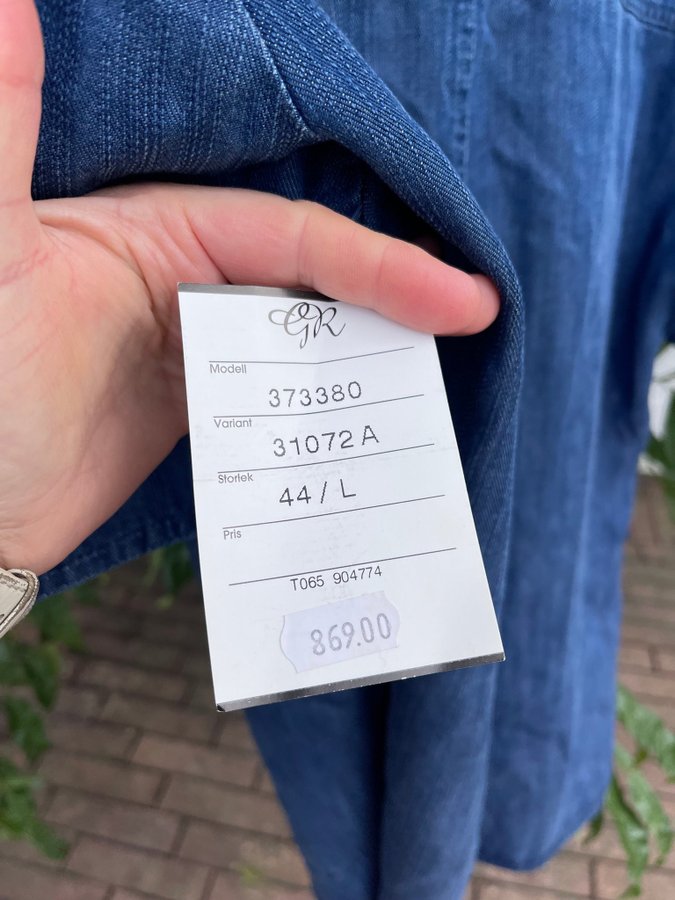 GR
Modell
373380
Variant
31072 A
Storlek
44 / L
Pris
T065 904774
869.00